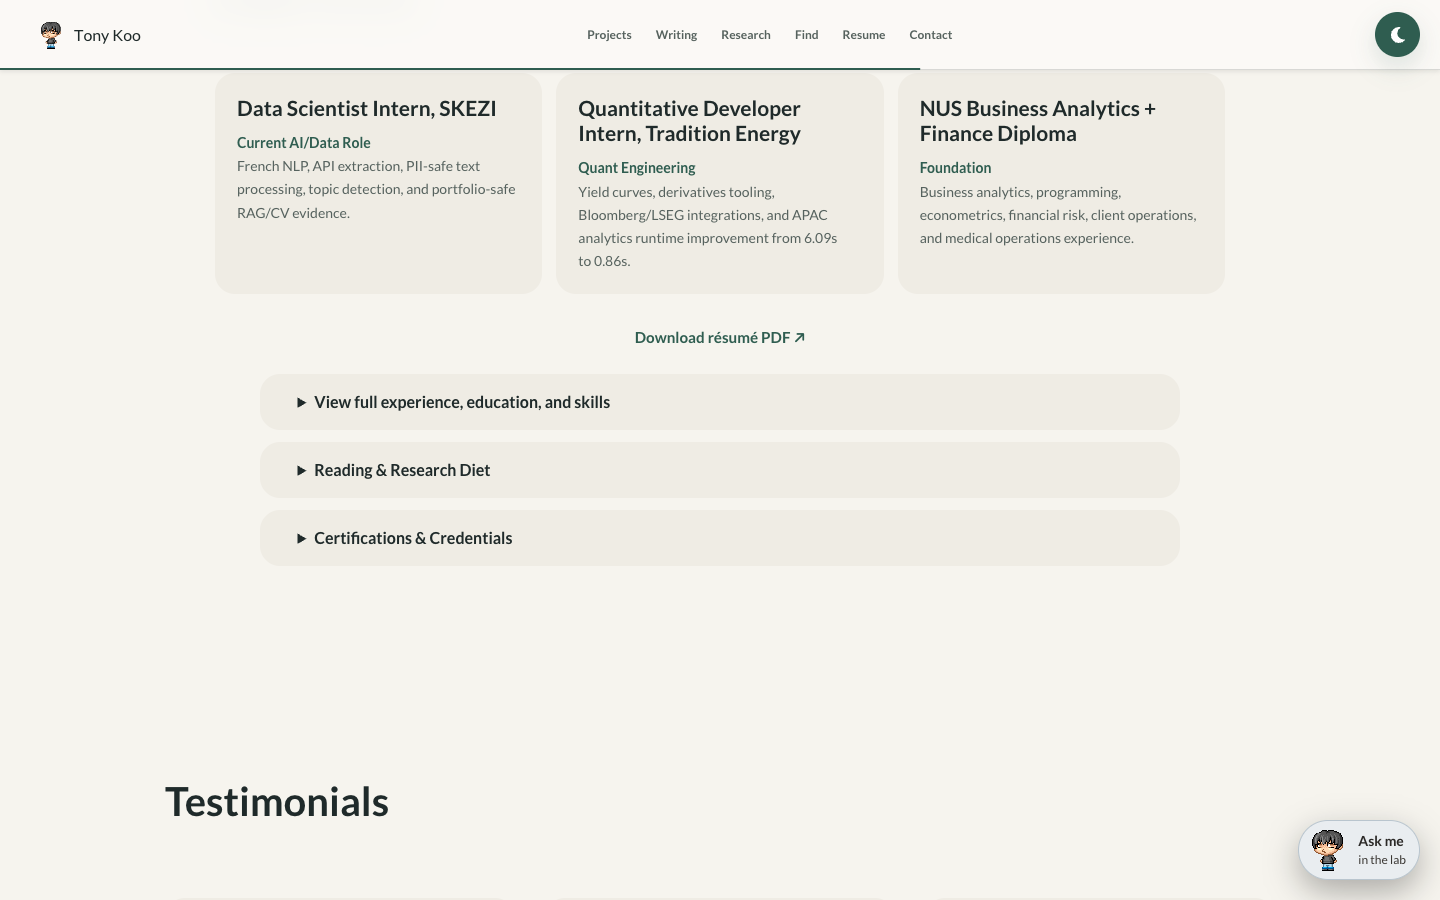 Tony Koo
Projects
Writing
Research
Find
Resume
Contact
Data Scientist Intern, SKEZI
Current AI/Data Role
French NLP, API extraction, PII-safe text
processing, topic detection, and portfolio-safe
RAG/CV evidence.
Quantitative Developer
Intern, Tradition Energy
Quant Engineering
Yield curves, derivatives tooling,
Bloomberg/LSEG integrations, and APAC
analytics runtime improvement from 6.09s
to 0.86s.
NUS Business Analytics +
Finance Diploma
Foundation
Business analytics, programming,
econometrics, financial risk, client operations,
and medical operations experience.
Download résumé PDF ↗
▶ View full experience, education, and skills
▶ Reading & Research Diet
▶ Certifications & Credentials
Testimonials
Ask me
in the lab